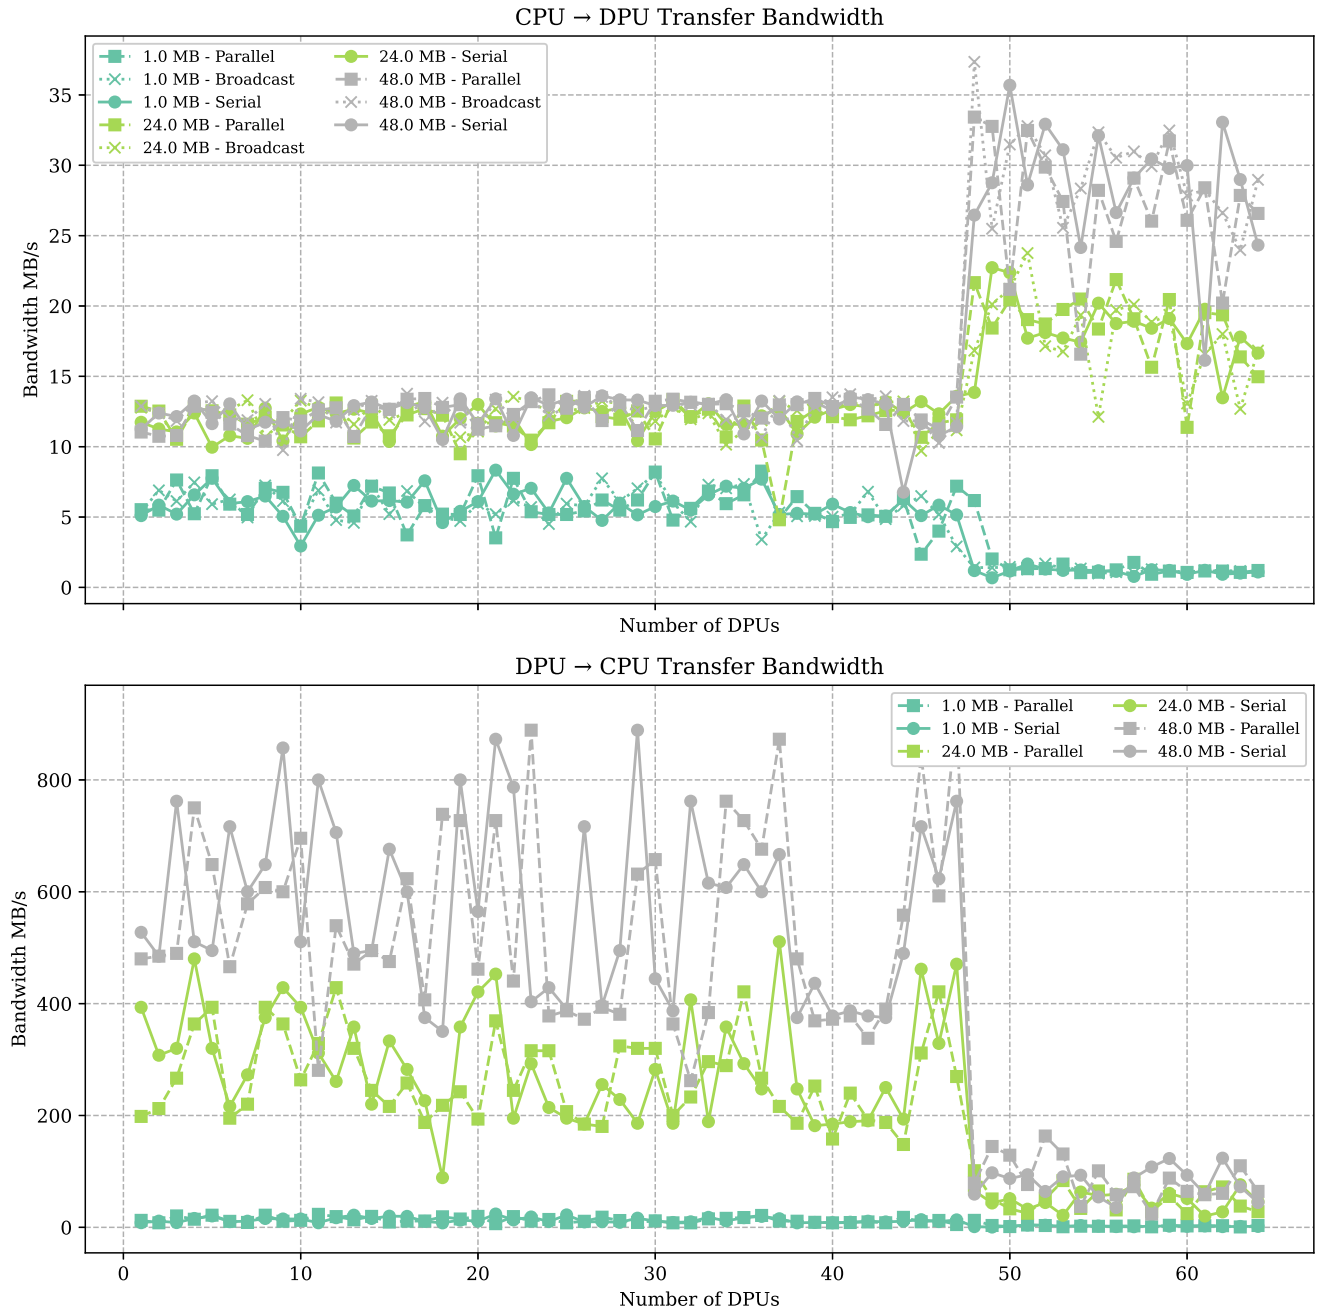 CPU → DPU Transfer Bandwidth
1.0 MB - Parallel
1.0 MB - Broadcast
1.0 MB - Serial
24.0 MB - Parallel
24.0 MB - Broadcast
24.0 MB - Serial
48.0 MB - Parallel
48.0 MB - Broadcast
48.0 MB - Serial
Bandwidth MB/s
35
30
25
20
15
10
5
0
Number of DPUs
DPU → CPU Transfer Bandwidth
1.0 MB - Parallel
1.0 MB - Serial
24.0 MB - Parallel
24.0 MB - Serial
48.0 MB - Parallel
48.0 MB - Serial
Bandwidth MB/s
800
600
400
200
0
0 10 20 30 40 50 60
Number of DPUs